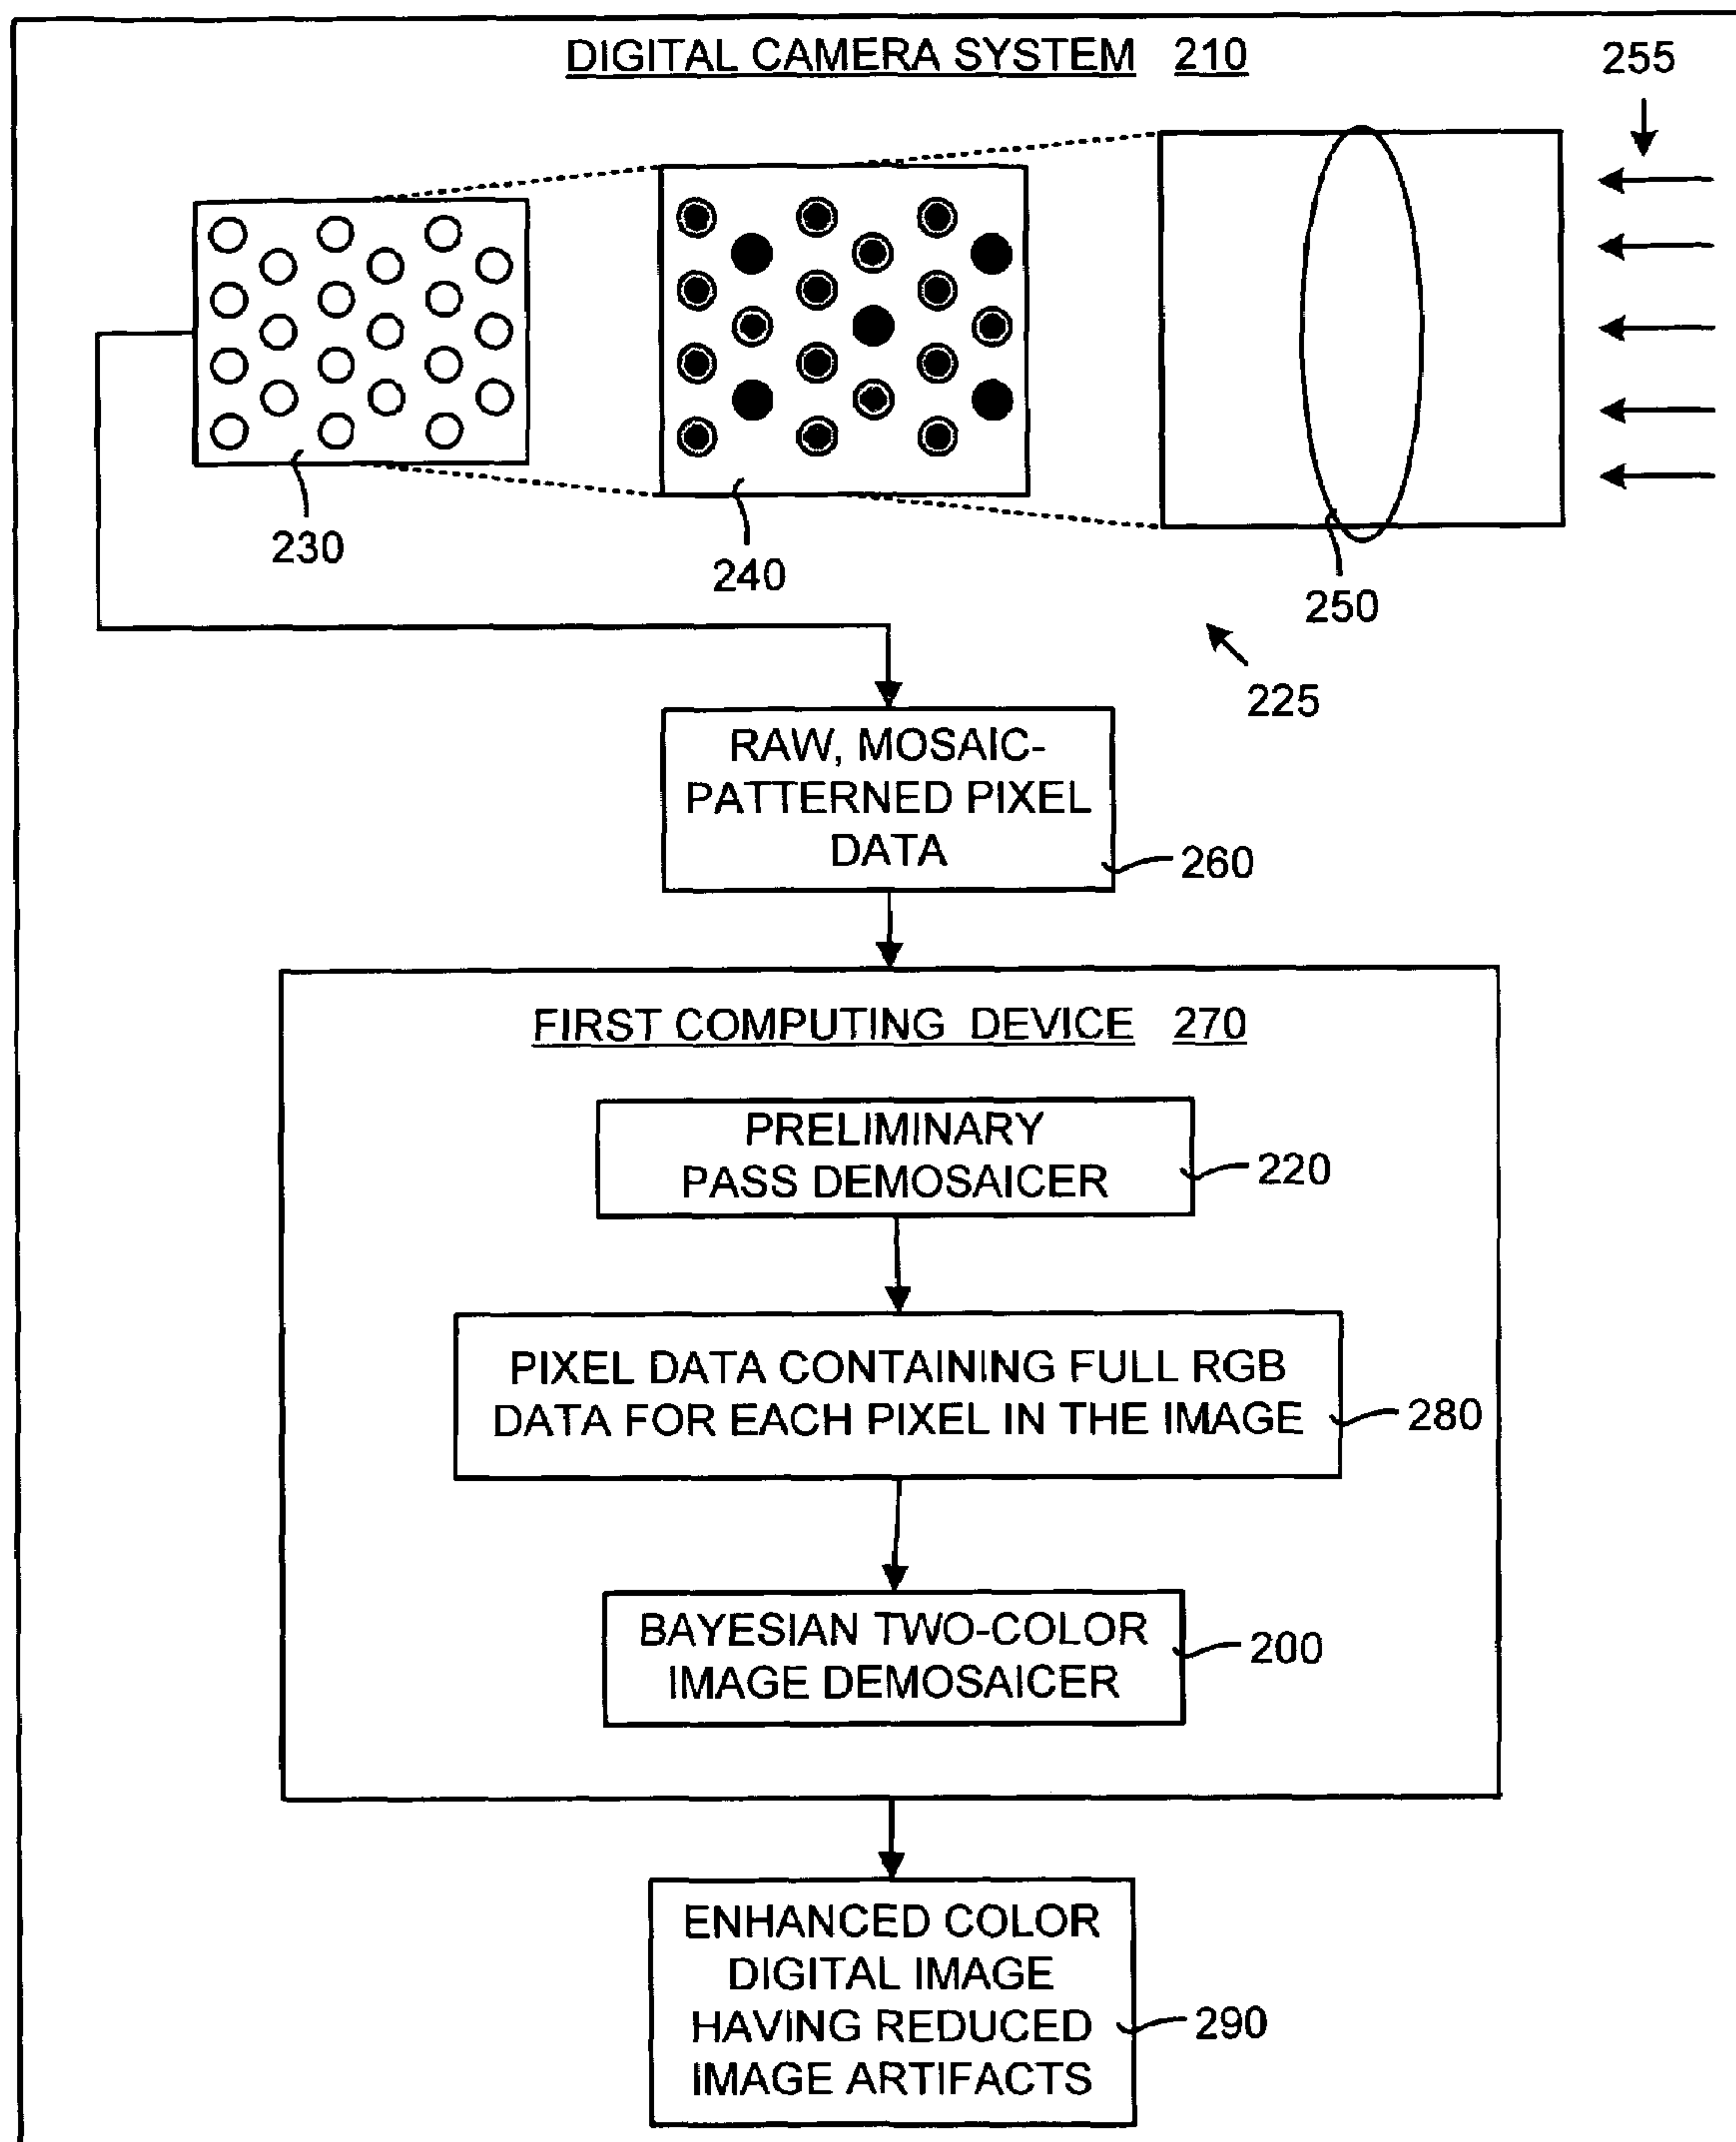 DIGITAL CAMERA SYSTEM 210
255
230
240
250
225
RAW, MOSAIC-
PATTERNED PIXEL
DATA
260
FIRST COMPUTING DEVICE 270
PRELIMINARY
PASS DEMOSAICER
220
PIXEL DATA CONTAINING FULL RGB
DATA FOR EACH PIXEL IN THE IMAGE
280
BAYESIAN TWO-COLOR
IMAGE DEMOSAICER
200
ENHANCED COLOR
DIGITAL IMAGE
HAVING REDUCED
IMAGE ARTIFACTS
290